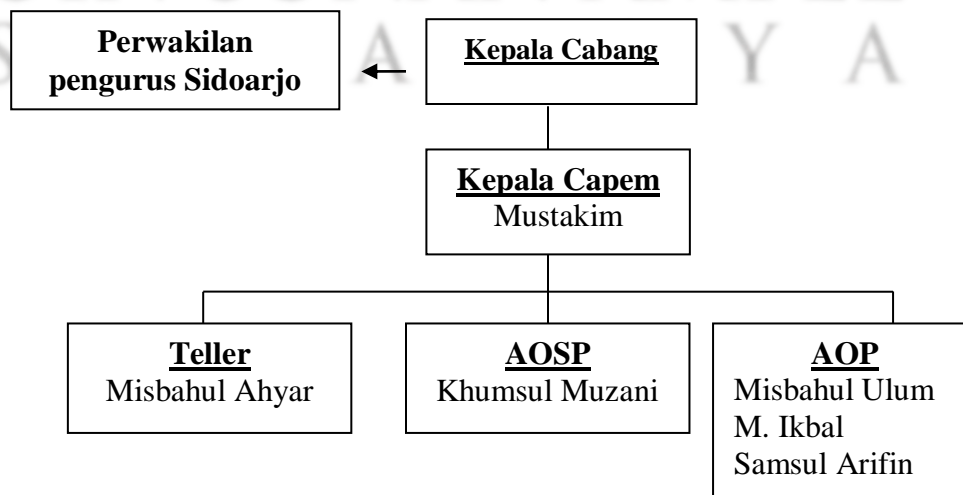 Perwakilan
pengurus Sidoarjo
Kepala Cabang
Kepala Capem
Mustakim
Teller
Misbahul Ahyar
AOSP
Khumsul Muzani
AOP
Misbahul Ulum
M. Ikbal
Samsul Arifin